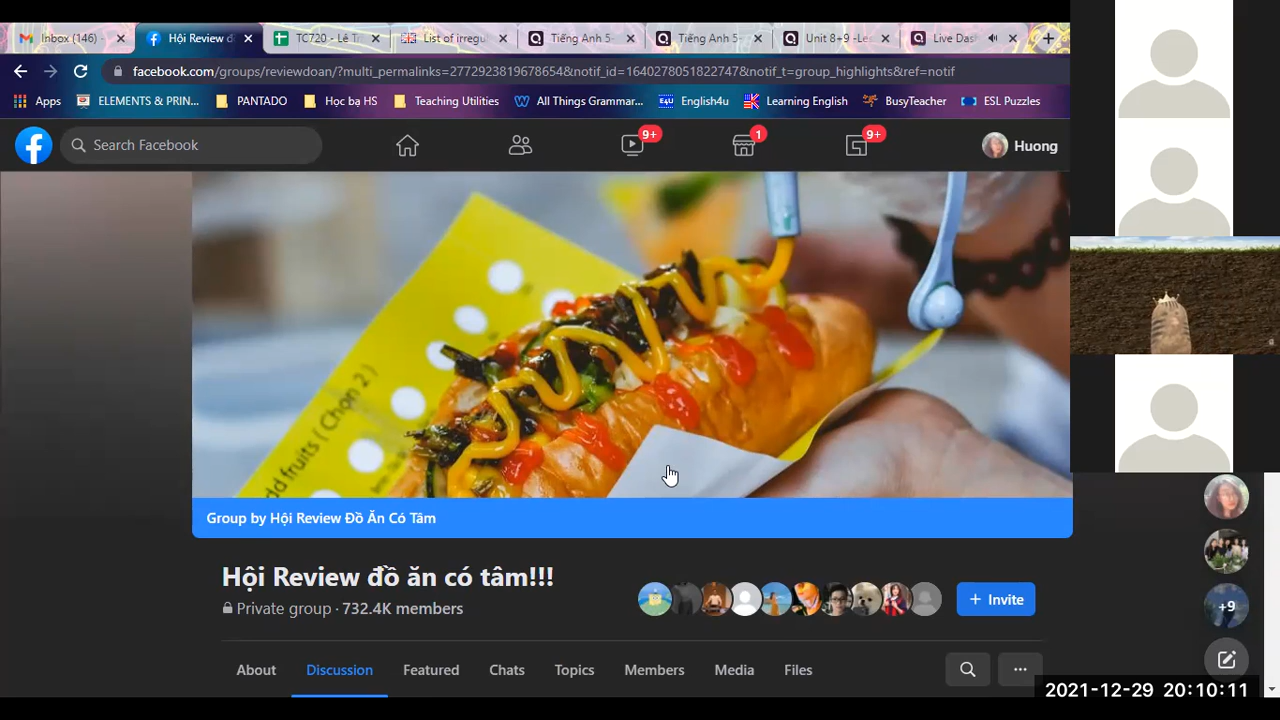 Inbox (146)
Hội Review đ
TC720 - Lê T
List of irregu
Tiếng Anh 5-
Tiếng Anh 5-
Unit 8+9 -Le
Live Das
facebook.com/groups/reviewdoan/?multi_permalinks=2772923819678654&notif_id=1640278051822747&notif_t=group_highlights&ref=notif
Apps
ELEMENTS & PRIN...
PANTADO
Học bạ HS
Teaching Utilities
All Things Grammar...
English4u
Learning English
BusyTeacher
ESL Puzzles
Search Facebook
9+
1
9+
Huong
dd fruits ( Chọn 2 )
Group by Hội Review Đồ Ăn Có Tâm
Hội Review đồ ăn có tâm!!!
Private group · 732.4K members
+ Invite
+9
About
Discussion
Featured
Chats
Topics
Members
Media
Files
2021-12-29 20:10:11